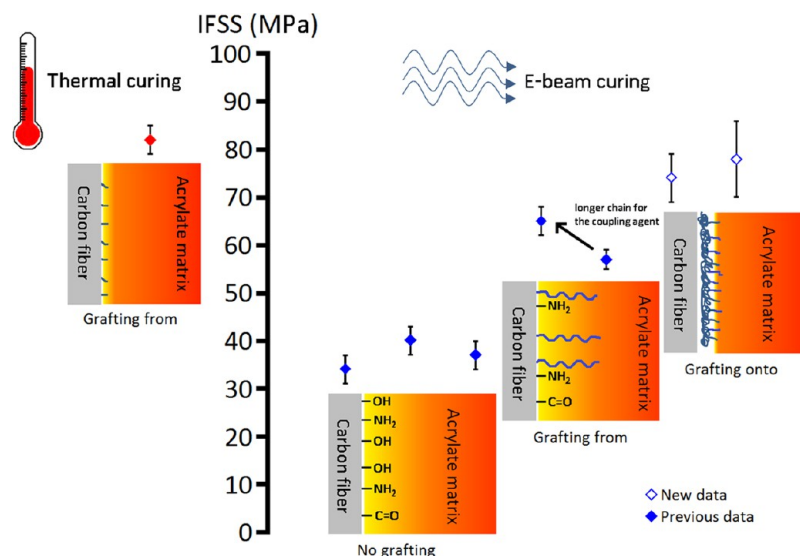 IFSS (MPa)
Thermal curing
E-beam curing
100
90
80
70
60
50
40
30
20
10
0
Carbon fiber
Acrylate matrix
Grafting from
Carbon fiber
OH
NH2
OH
OH
NH2
C=O
Acrylate matrix
No grafting
longer chain for
the coupling agent
Carbon fiber
NH2
NH2
C=O
Acrylate matrix
Grafting from
Carbon fiber
Acrylate matrix
Grafting onto
New data
Previous data